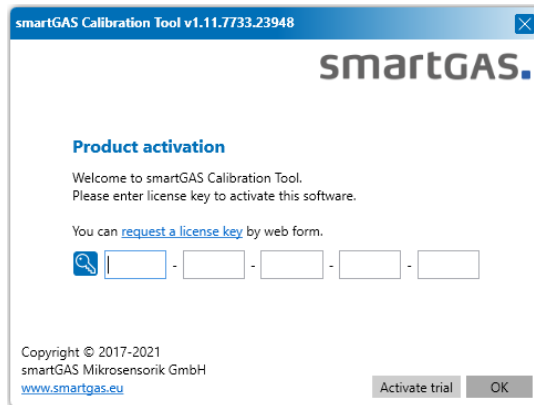 smartGAS Calibration Tool v1.11.7733.23948
smartGAS.
Product activation
Welcome to smartGAS Calibration Tool.
Please enter license key to activate this software.
You can request a license key by web form.
- - - -
Copyright © 2017-2021
smartGAS Mikrosensorik GmbH
www.smartgas.eu
Activate trial OK